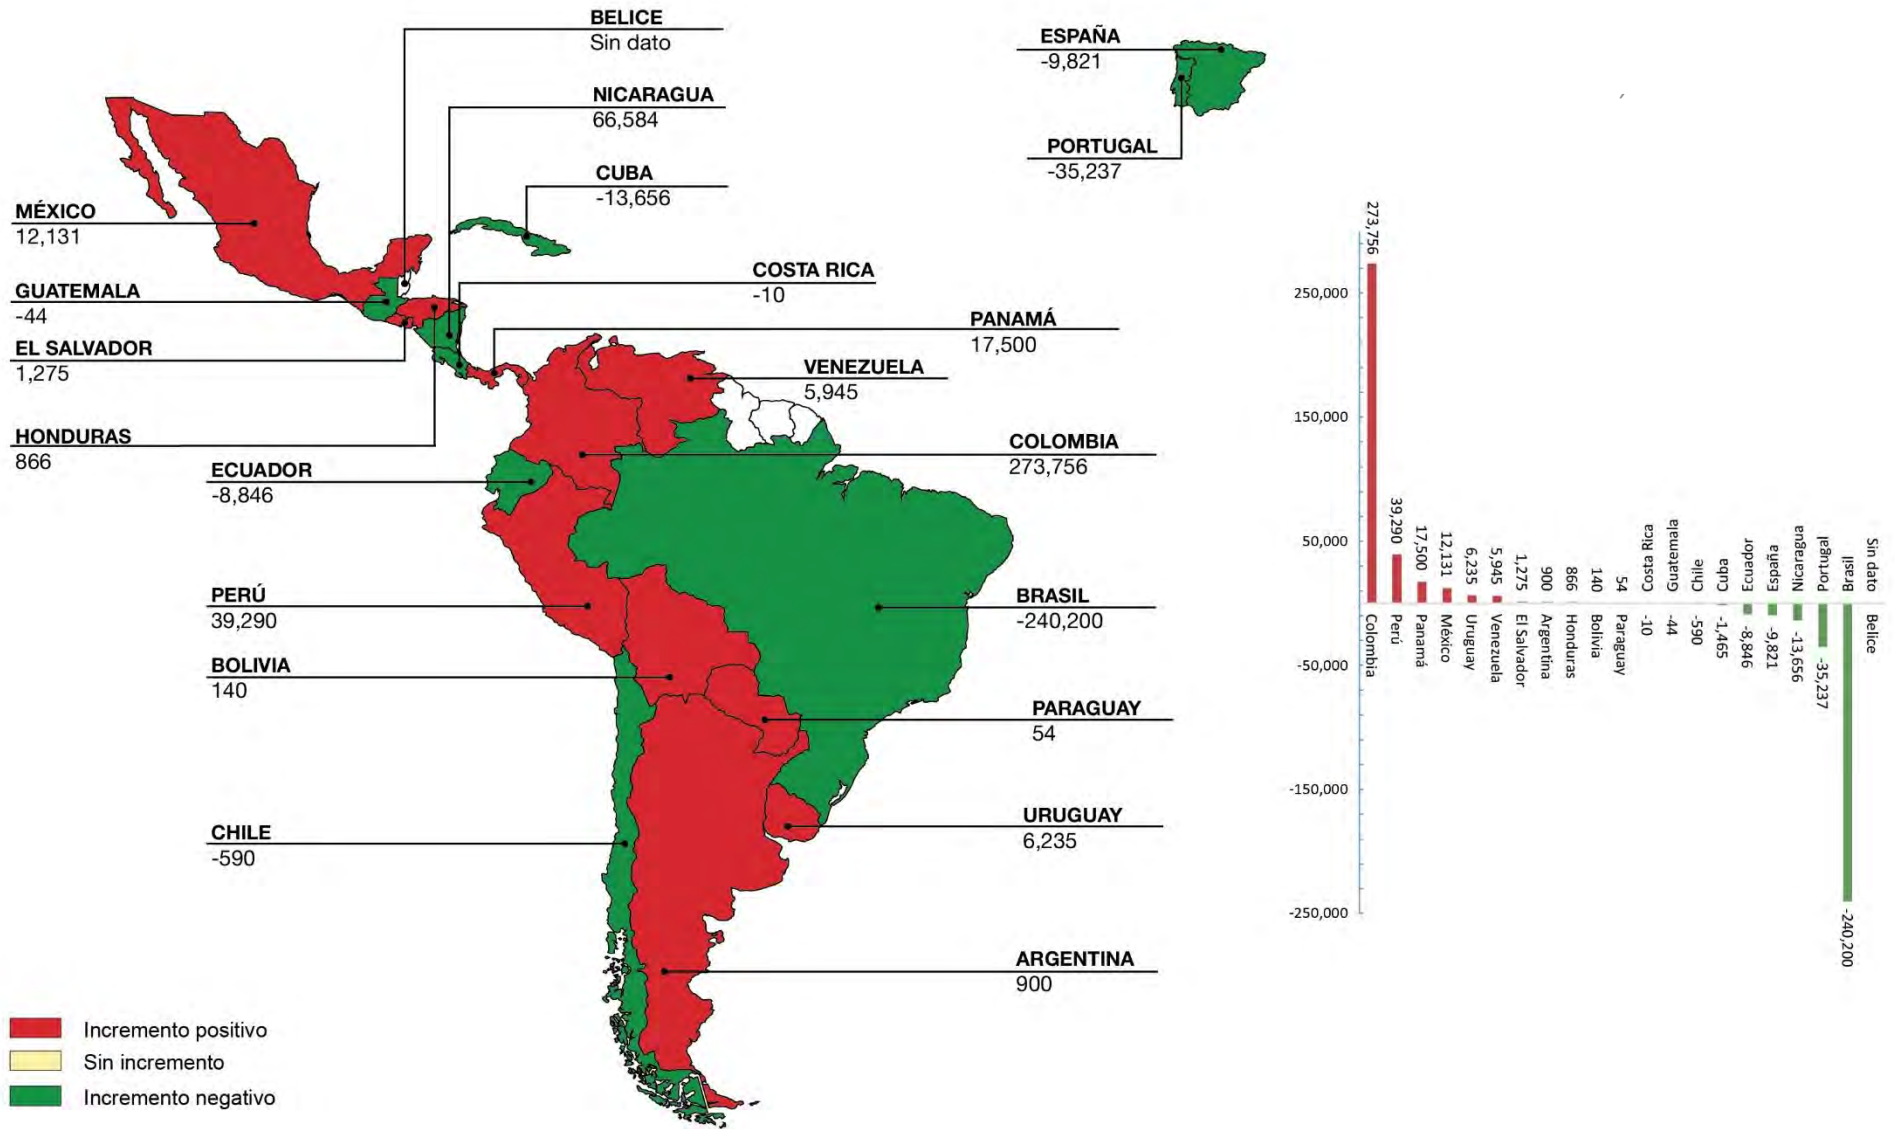 BELICE
Sin dato
NICARAGUA
66,584
CUBA
-13,656
MÉXICO
12,131
GUATEMALA
-44
EL SALVADOR
1,275
HONDURAS
866
COSTA RICA
-10
PANAMÁ
17,500
VENEZUELA
5,945
COLOMBIA
273,756
ECUADOR
-8,846
PERÚ
39,290
BOLIVIA
140
BRASIL
-240,200
PARAGUAY
54
URUGUAY
6,235
CHILE
-590
ARGENTINA
900
ESPAÑA
-9,821
PORTUGAL
-35,237
Incremento positivo
Sin incremento
Incremento negativo
250,000
150,000
50,000
-50,000
-150,000
-250,000
273,756
Colombia
39,290
Perú
17,500
Panamá
12,131
México
6,235
Uruguay
5,945
Venezuela
1,275
El Salvador
900
Argentina
866
Honduras
140
Bolivia
54
Paraguay
Costa Rica
-10
Guatemala
-44
Chile
-590
Cuba
-1,465
Ecuador
-8,846
España
-9,821
Nicaragua
-13,656
Portugal
-35,237
Brasil
-240,200
Sin dato
Belice